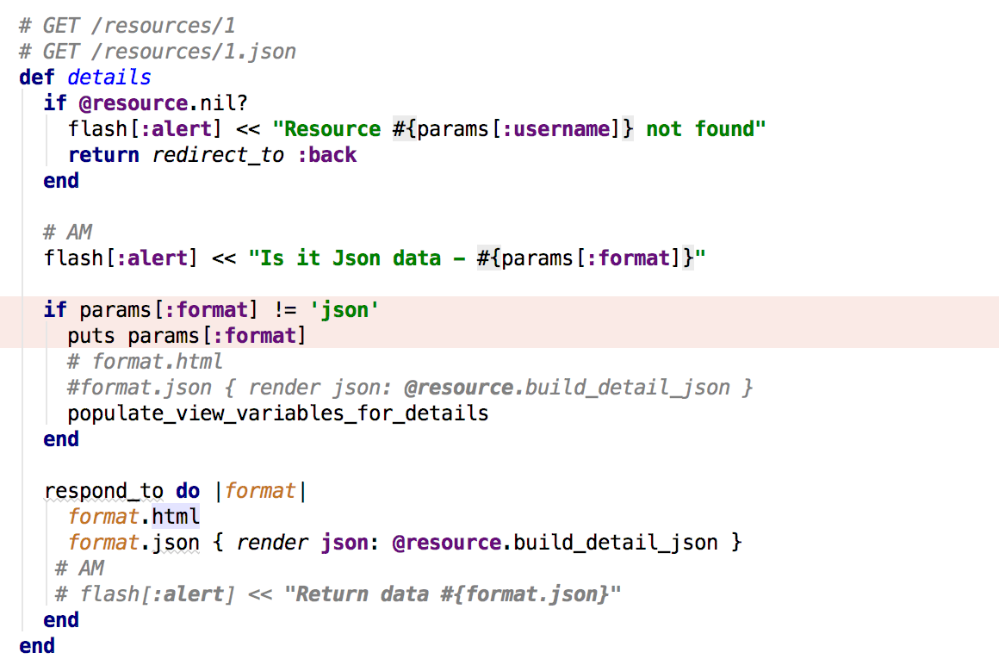 # GET /resources/1
# GET /resources/1.json
def details
  if @resource.nil?
    flash[:alert] << "Resource #{params[:username]} not found"
    return redirect_to :back
  end

  # AM
  flash[:alert] << "Is it Json data – #{params[:format]}"

  if params[:format] != 'json'
    puts params[:format]
    # format.html
    #format.json { render json: @resource.build_detail_json }
    populate_view_variables_for_details
  end

  respond_to do |format|
    format.html
    format.json { render json: @resource.build_detail_json }
   # AM
   # flash[:alert] << "Return data #{format.json}"
  end
end